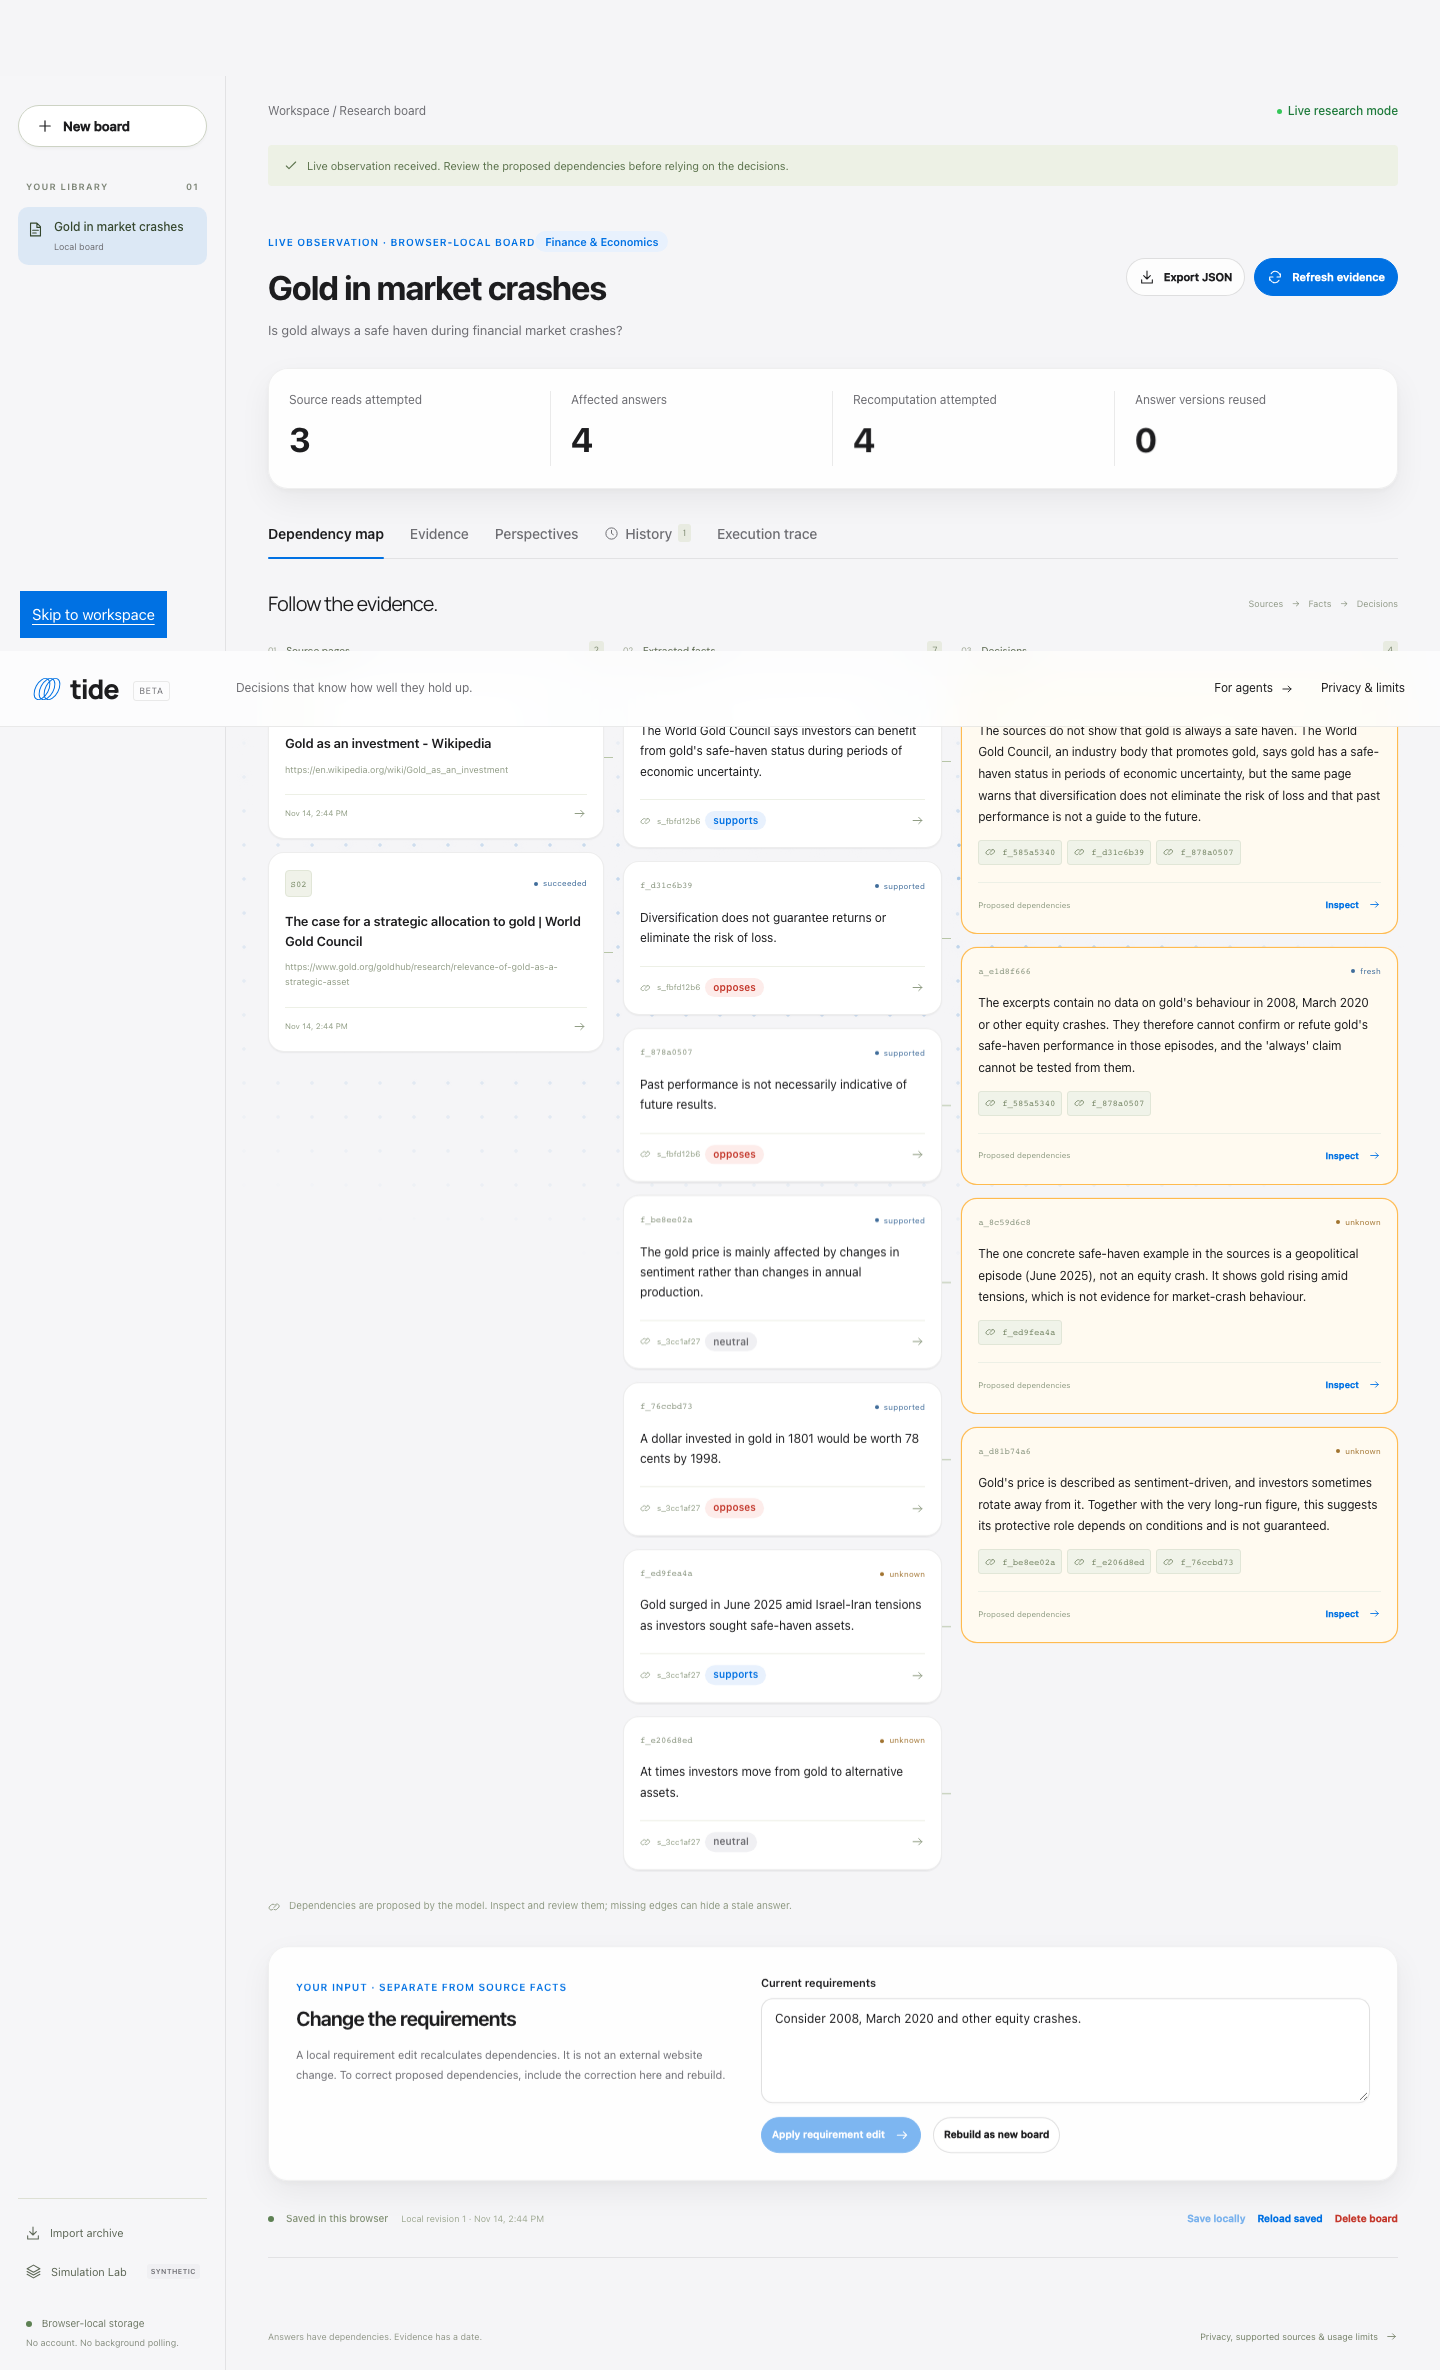 New board
YOUR LIBRARY 01
Gold in market crashes
Local board
Workspace / Research board
Live research mode
Live observation received. Review the proposed dependencies before relying on the decisions.
LIVE OBSERVATION · BROWSER-LOCAL BOARD Finance & Economics
Gold in market crashes
Is gold always a safe haven during financial market crashes?
Export JSON
Refresh evidence
Source reads attempted
3
Affected answers
4
Recomputation attempted
4
Answer versions reused
0
Dependency map
Evidence
Perspectives
History 1
Execution trace
Follow the evidence.
Sources → Facts → Decisions
Skip to workspace
01 Source pages 2
02 Extracted facts 7
03 Decisions 4
tide BETA
Decisions that know how well they hold up.
For agents →
Privacy & limits
Gold as an investment - Wikipedia
https://en.wikipedia.org/wiki/Gold_as_an_investment
Nov 14, 2:44 PM →
S02
succeeded
The case for a strategic allocation to gold | World
Gold Council
https://www.gold.org/goldhub/research/relevance-of-gold-as-a-
strategic-asset
Nov 14, 2:44 PM →
The World Gold Council says investors can benefit
from gold's safe-haven status during periods of
economic uncertainty.
s_fbfd12b6 supports →
f_d31c6b39 supported
Diversification does not guarantee returns or
eliminate the risk of loss.
s_fbfd12b6 opposes →
f_878a0507 supported
Past performance is not necessarily indicative of
future results.
s_fbfd12b6 opposes →
f_be8ee02a supported
The gold price is mainly affected by changes in
sentiment rather than changes in annual
production.
s_3cc1af27 neutral →
f_76ccbd73 supported
A dollar invested in gold in 1801 would be worth 78
cents by 1998.
s_3cc1af27 opposes →
f_ed9fea4a unknown
Gold surged in June 2025 amid Israel-Iran tensions
as investors sought safe-haven assets.
s_3cc1af27 supports →
f_e206d8ed unknown
At times investors move from gold to alternative
assets.
s_3cc1af27 neutral →
The sources do not show that gold is always a safe haven. The World
Gold Council, an industry body that promotes gold, says gold has a safe-
haven status in periods of economic uncertainty, but the same page
warns that diversification does not eliminate the risk of loss and that past
performance is not a guide to the future.
f_585a5340 f_d31c6b39 f_878a0507
Proposed dependencies Inspect →
a_e1d8f666 fresh
The excerpts contain no data on gold's behaviour in 2008, March 2020
or other equity crashes. They therefore cannot confirm or refute gold's
safe-haven performance in those episodes, and the 'always' claim
cannot be tested from them.
f_585a5340 f_878a0507
Proposed dependencies Inspect →
a_8c59d6c8 unknown
The one concrete safe-haven example in the sources is a geopolitical
episode (June 2025), not an equity crash. It shows gold rising amid
tensions, which is not evidence for market-crash behaviour.
f_ed9fea4a
Proposed dependencies Inspect →
a_d81b74a6 unknown
Gold's price is described as sentiment-driven, and investors sometimes
rotate away from it. Together with the very long-run figure, this suggests
its protective role depends on conditions and is not guaranteed.
f_be8ee02a f_e206d8ed f_76ccbd73
Proposed dependencies Inspect →
Dependencies are proposed by the model. Inspect and review them; missing edges can hide a stale answer.
YOUR INPUT · SEPARATE FROM SOURCE FACTS
Change the requirements
A local requirement edit recalculates dependencies. It is not an external website
change. To correct proposed dependencies, include the correction here and rebuild.
Current requirements
Consider 2008, March 2020 and other equity crashes.
Apply requirement edit →
Rebuild as new board
Saved in this browser Local revision 1 · Nov 14, 2:44 PM
Save locally Reload saved Delete board
Import archive
Simulation Lab SYNTHETIC
Browser-local storage
No account. No background polling.
Answers have dependencies. Evidence has a date.
Privacy, supported sources & usage limits →